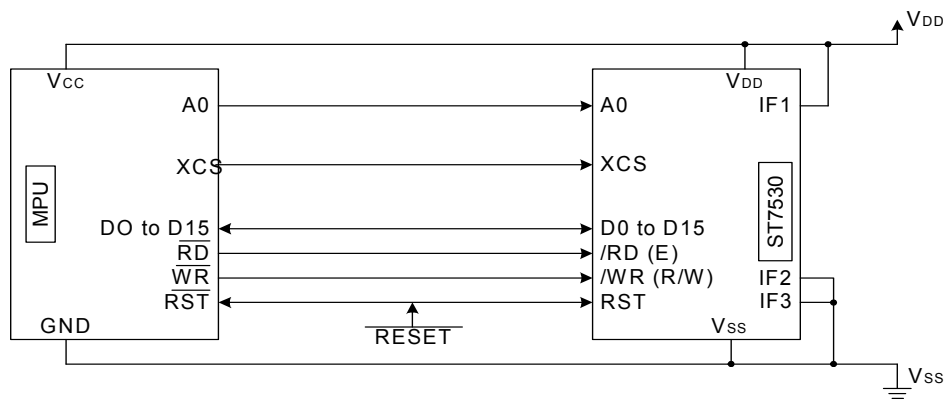 VDD
VCC
VDD
A0
A0
IF1
XCS
XCS
MPU
ST7530
DO to D15
D0 to D15
RD
/RD (E)
WR
/WR (R/W)
IF2
RST
RST
IF3
GND
RESET
VSS
VSS